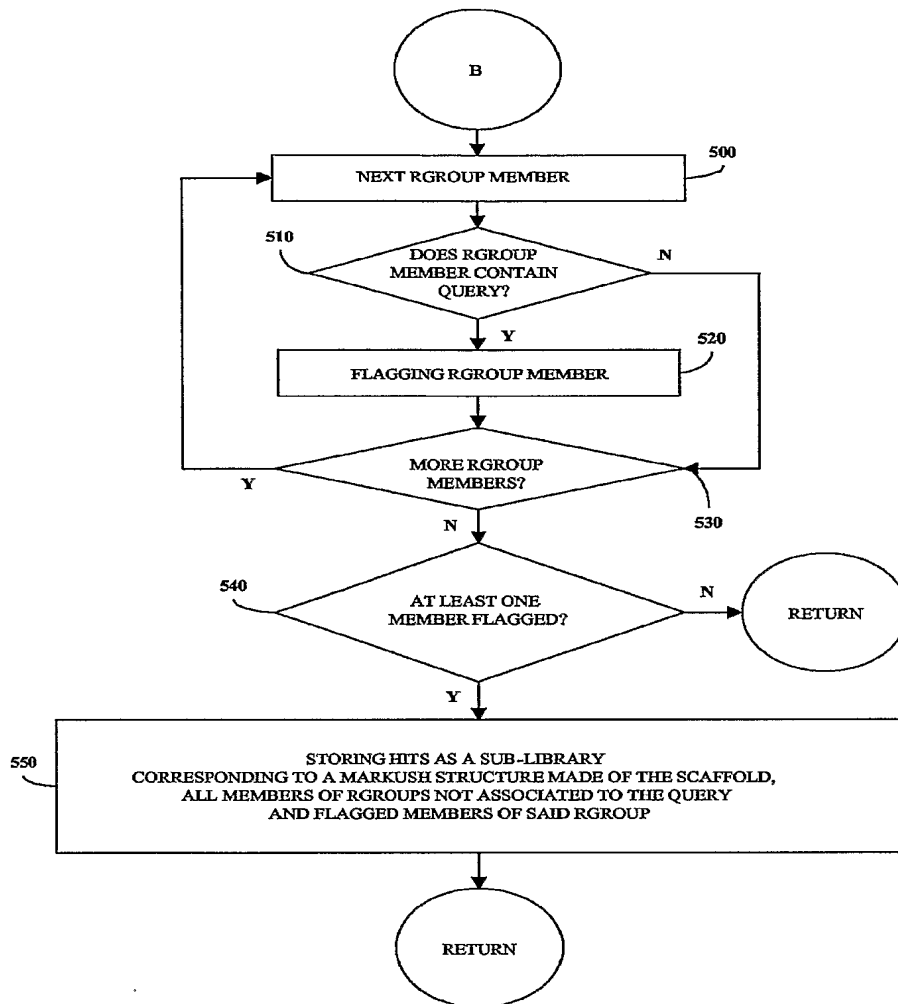 B
500
NEXT RGROUP MEMBER
510
DOES RGROUP
MEMBER CONTAIN
QUERY?
N
Y
520
FLAGGING RGROUP MEMBER
MORE RGROUP
MEMBERS?
Y
530
N
540
AT LEAST ONE
MEMBER FLAGGED?
N
RETURN
Y
550
STORING HITS AS A SUB-LIBRARY
CORRESPONDING TO A MARKUSH STRUCTURE MADE OF THE SCAFFOLD,
ALL MEMBERS OF RGROUPS NOT ASSOCIATED TO THE QUERY
AND FLAGGED MEMBERS OF SAID RGROUP
RETURN